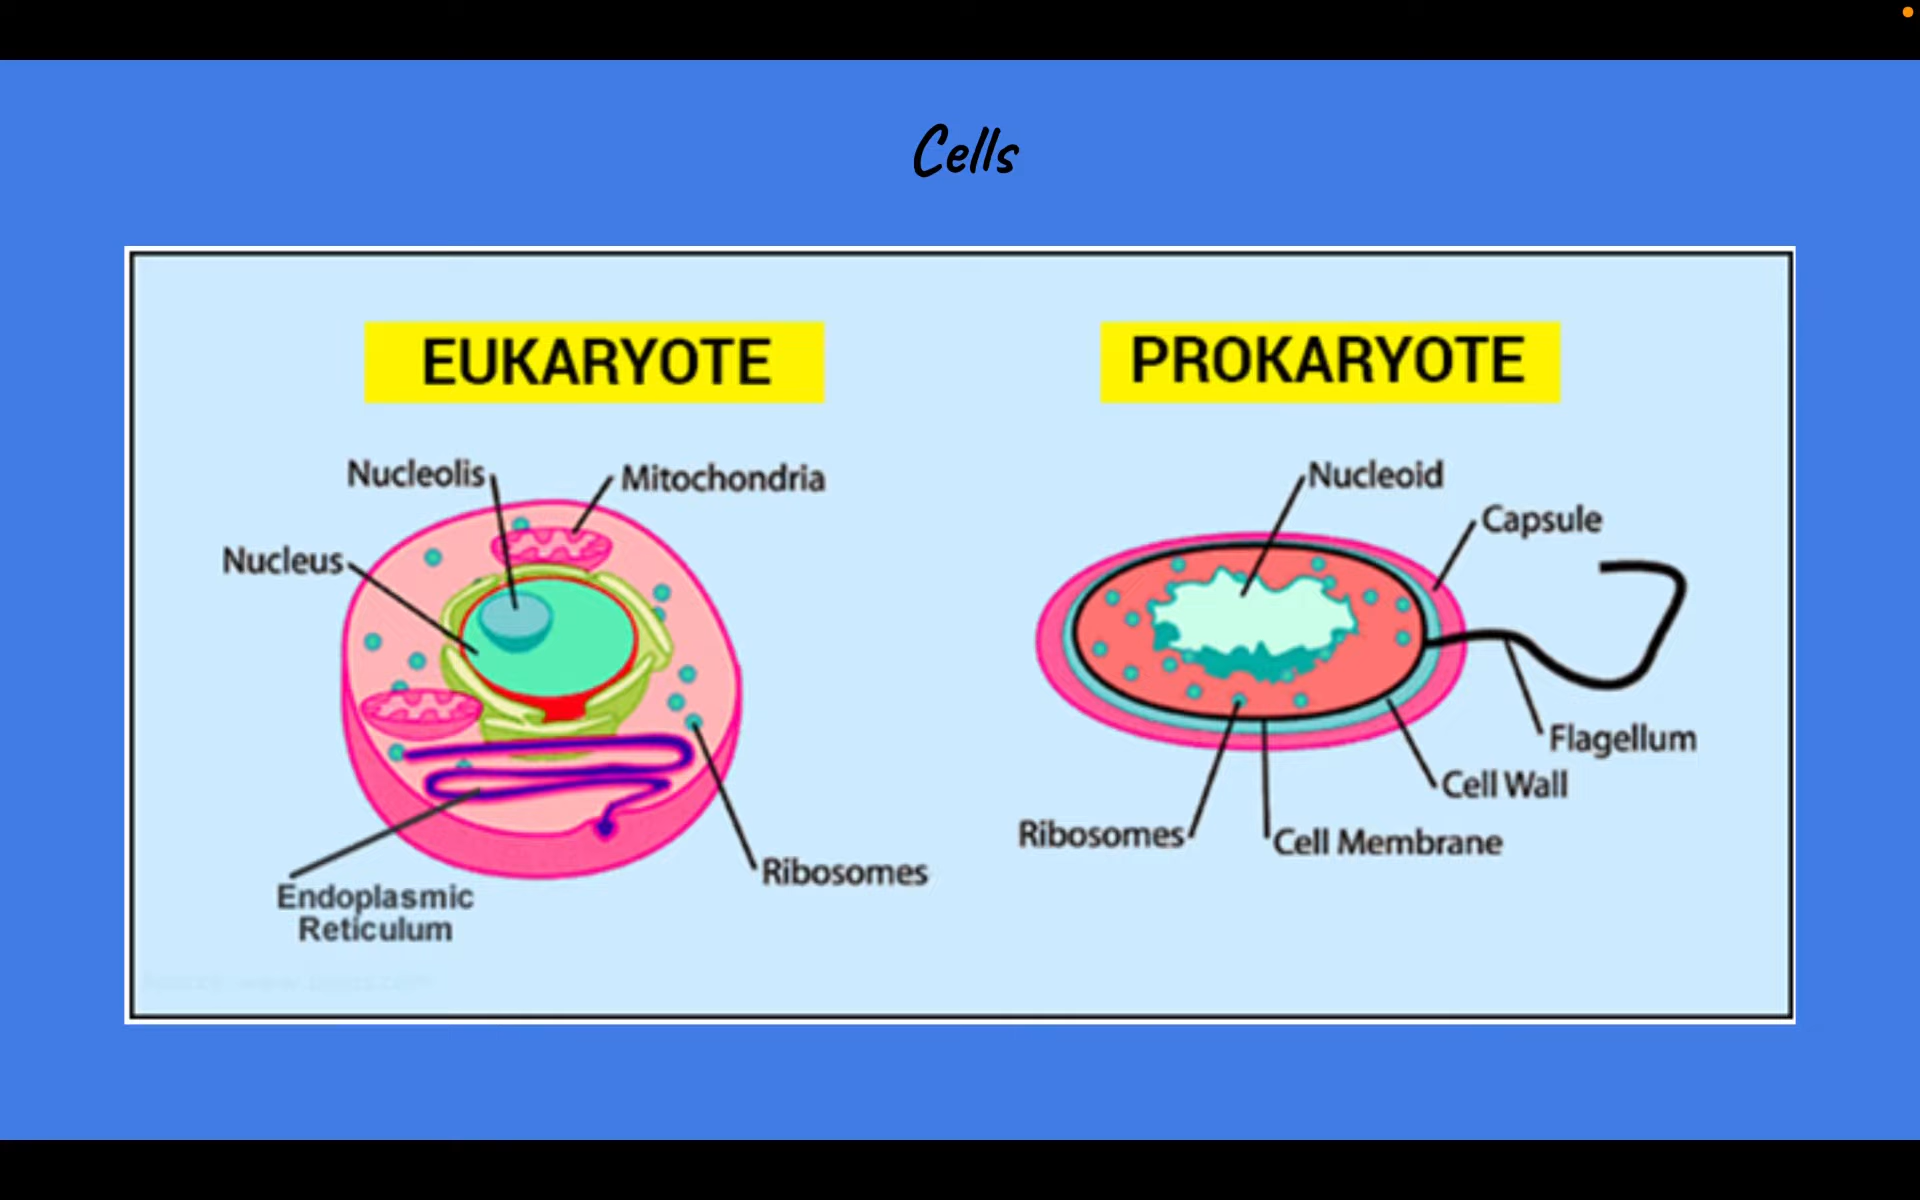 Cells
EUKARYOTE
PROKARYOTE
Nucleolis
Mitochondria
Nucleus
Endoplasmic
Reticulum
Ribosomes
Nucleoid
Capsule
Flagellum
Cell Wall
Ribosomes
Cell Membrane